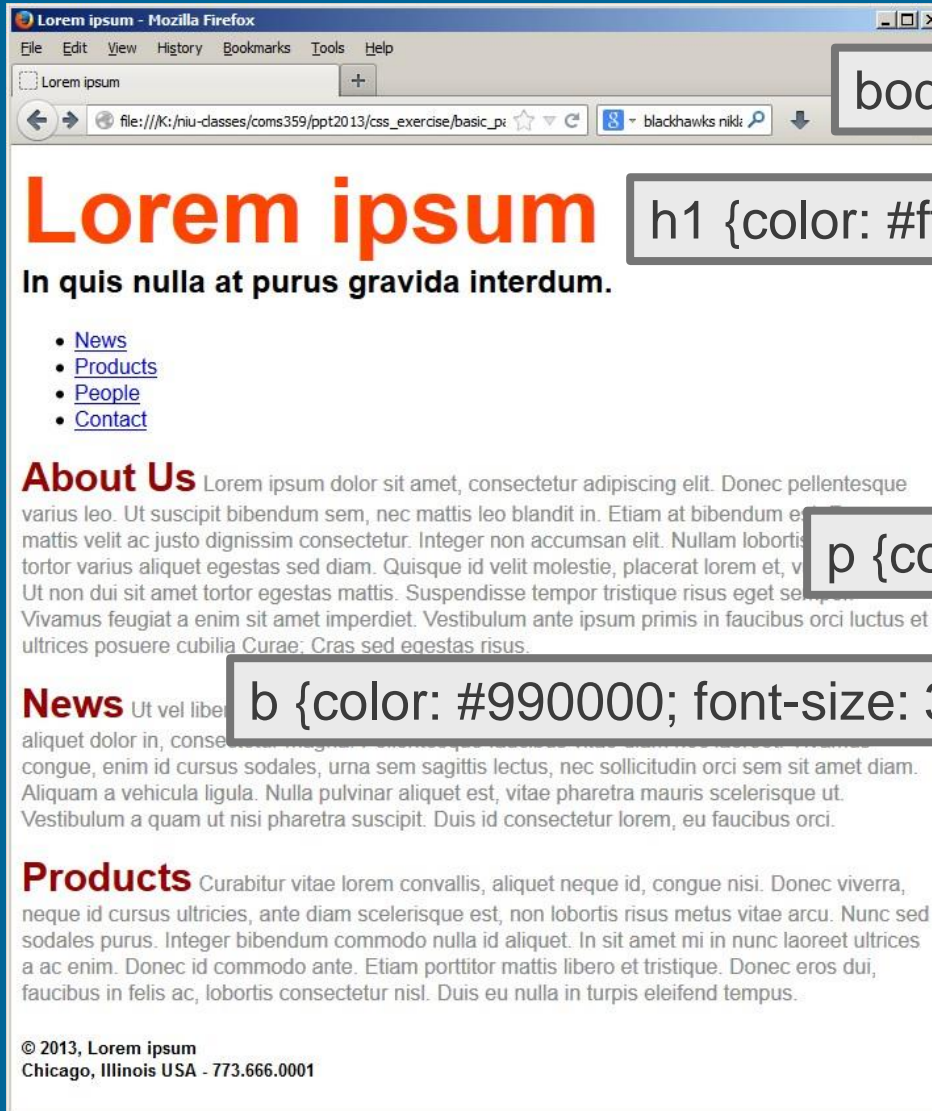 Lorem ipsum - Mozilla Firefox
File Edit View History Bookmarks Tools Help
Lorem ipsum
file:///K:/niu-classes/coms359/ppt2013/css_exercise/basic_pa
blackhawks nikla
Lorem ipsum
h1 {color: #f
In quis nulla at purus gravida interdum.
• News
• Products
• People
• Contact
About Us Lorem ipsum dolor sit amet, consectetur adipiscing elit. Donec pellentesque
varius leo. Ut suscipit bibendum sem, nec mattis leo blandit in. Etiam at bibendum
mattis velit ac justo dignissim consectetur. Integer non accumsan elit. Nullam lobortis
p {co
tortor varius aliquet egestas sed diam. Quisque id velit molestie, placerat lorem et,
Ut non dui sit amet tortor egestas mattis. Suspendisse tempor tristique risus eget
Vivamus feugiat a enim sit amet imperdiet. Vestibulum ante ipsum primis in faucibus orci luctus et
ultrices posuere cubilia Curae; Cras sed egestas risus.
b {color: #990000; font-size: 3
News Ut vel liber
aliquet dolor in,
congue, enim id cursus sodales, urna sem sagittis lectus, nec sollicitudin orci sem sit amet diam.
Aliquam a vehicula ligula. Nulla pulvinar aliquet est, vitae pharetra mauris scelerisque ut.
Vestibulum a quam ut nisi pharetra suscipit. Duis id consectetur lorem, eu faucibus orci.
Products Curabitur vitae lorem convallis, aliquet neque id, congue nisi. Donec viverra,
neque id cursus ultricies, ante diam scelerisque est, non lobortis risus metus vitae arcu. Nunc sed
sodales purus. Integer bibendum commodo nulla id aliquet. In sit amet mi in nunc laoreet ultrices
a ac enim. Donec id commodo ante. Etiam porttitor mattis libero et tristique. Donec eros dui,
faucibus in felis ac, lobortis consectetur nisl. Duis eu nulla in turpis eleifend tempus.
© 2013, Lorem ipsum
Chicago, Illinois USA - 773.666.0001